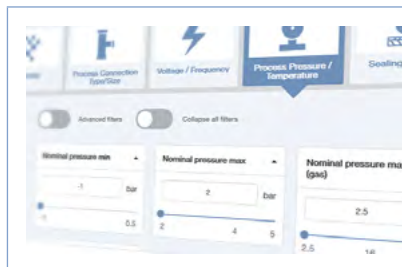 Process Connection
Type/Size
Voltage / Frequency
Process Pressure /
Temperature
Sealing
Advanced filters
Collapse all filters
Nominal pressure min
-1
bar
-1
0.5
Nominal pressure max
2
bar
2
4
5
Nominal pressure ma
(gas)
2.5
2.5
16